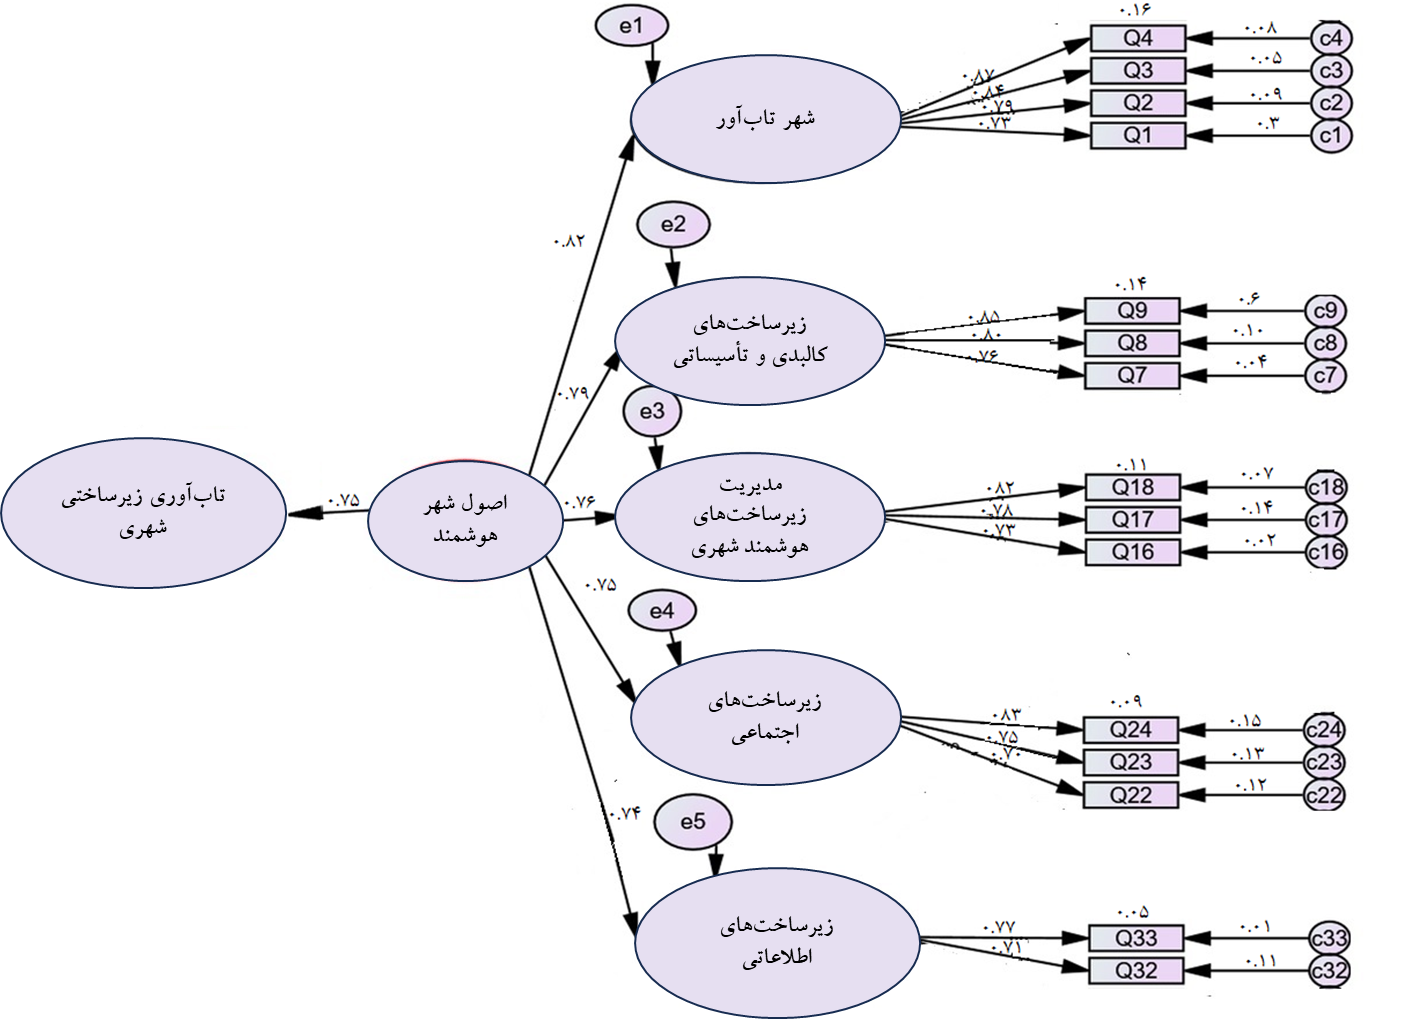 e1
شهر تاب‌آور
۰.۱۶
Q4
۰.۰۸
c4
۰.۸۷
Q3
۰.۰۵
c3
۰.۸۴
Q2
۰.۰۹
c2
۰.۷۹
Q1
۰.۳
c1
۰.۷۳
۰.۸۲
e2
زیرساخت‌های
کالبدی و تأسیساتی
۰.۱۴
Q9
۰.۶
c9
۰.۸۵
Q8
۰.۱۰
c8
۰.۸۰
Q7
۰.۰۴
c7
۰.۷۶
۰.۷۹
e3
مدیریت
زیرساخت‌های
هوشمند شهری
۰.۱۱
Q18
۰.۰۷
c18
۰.۸۲
Q17
۰.۱۴
c17
۰.۷۸
Q16
۰.۰۲
c16
۰.۷۳
۰.۷۶
تاب‌آوری زیرساختی
شهری
۰.۷۵
اصول شهر
هوشمند
۰.۷۵
e4
زیرساخت‌های
اجتماعی
۰.۰۹
Q24
۰.۱۵
c24
۰.۸۳
Q23
۰.۱۳
c23
۰.۷۵
Q22
۰.۱۲
c22
۰.۷۰
۰.۷۴
e5
زیرساخت‌های
اطلاعاتی
۰.۰۵
Q33
۰.۰۱
c33
۰.۷۷
Q32
۰.۱۱
c32
۰.۷۱